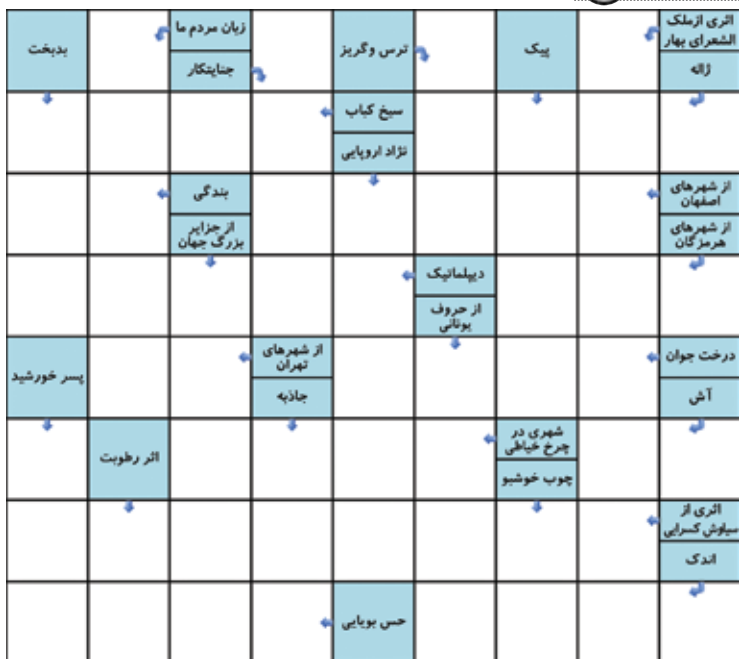 اثری ازملک
الشعرای بهار
ژاله
پیک
ترس وگریز
زبان مردم ما
جنایتکار
بدبخت
سیخ کباب
نژاد اروپایی
از شهرهای
اصفهان
از شهرهای
هرمزگان
بندگی
از جزایر
بزرگ جهان
دیپلماتیک
از حروف
یونانی
درخت جوان
آش
از شهرهای
تهران
جاذبه
پسر خورشید
شهری در
چرخ خیاطی
چوب خوشبو
اثر رطوبت
اثری از
سیاوش کسرایی
اندک
حس بویایی